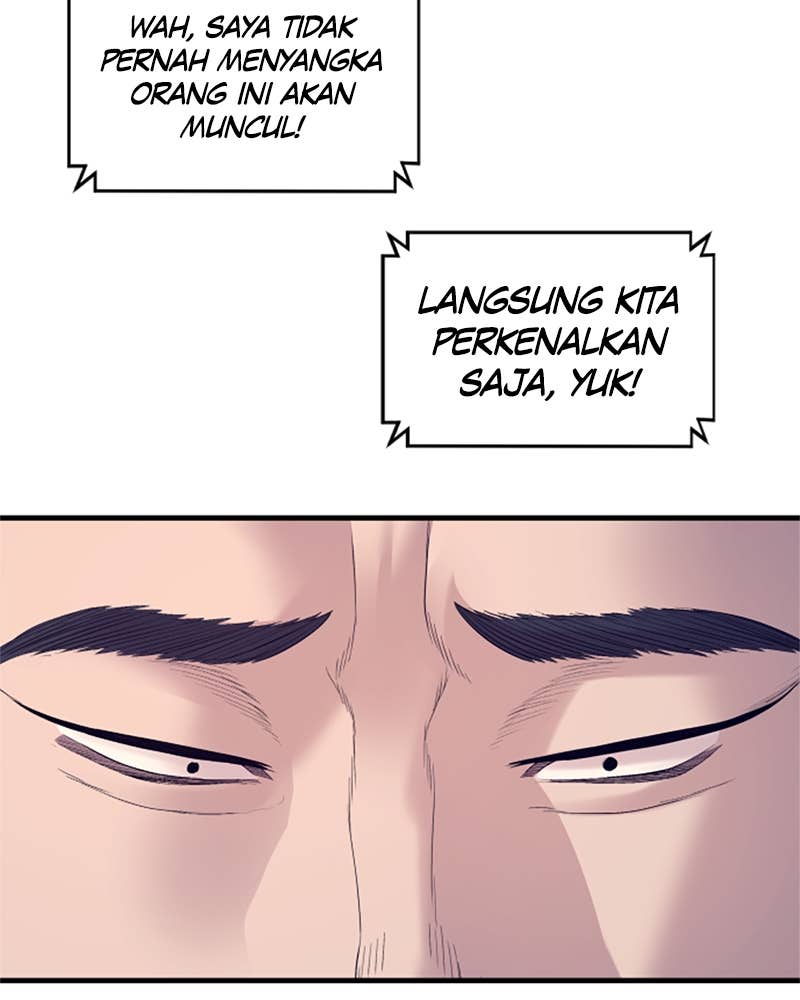 WAH, SAYA TIDAK
PERNAH MENYANGKA
ORANG INI AKAN
MUNCUL!
LANGSUNG KITA
PERKENALKAN
SAJA, YUK!